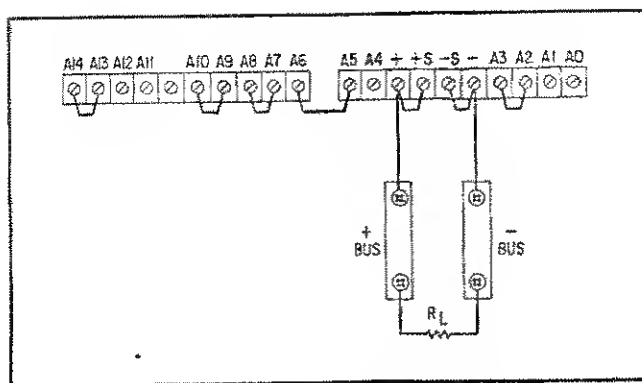 A14 A13 A12 A11 A10 A9 A8 A7 A6 A5 A4 + +S -S - A3 A2 A1 A0
+ BUS
- BUS
RL